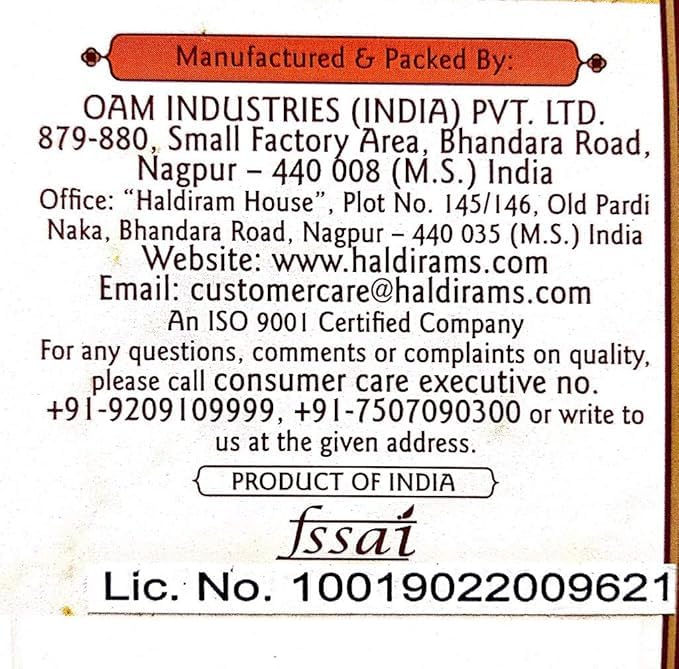 Manufactured & Packed By:
OAM INDUSTRIES (INDIA) PVT. LTD.
879-880, Small Factory Area, Bhandara Road,
Nagpur – 440 008 (M.S.) India
Office: “Haldiram House”, Plot No. 145/146, Old Pardi
Naka, Bhandara Road, Nagpur – 440 035 (M.S.) India
Website: www.haldirams.com
Email: customercare@haldirams.com
An ISO 9001 Certified Company
For any questions, comments or complaints on quality,
please call consumer care executive no.
+91-9209109999, +91-7507090300 or write to
us at the given address.
PRODUCT OF INDIA
fssai
Lic. No. 10019022009621